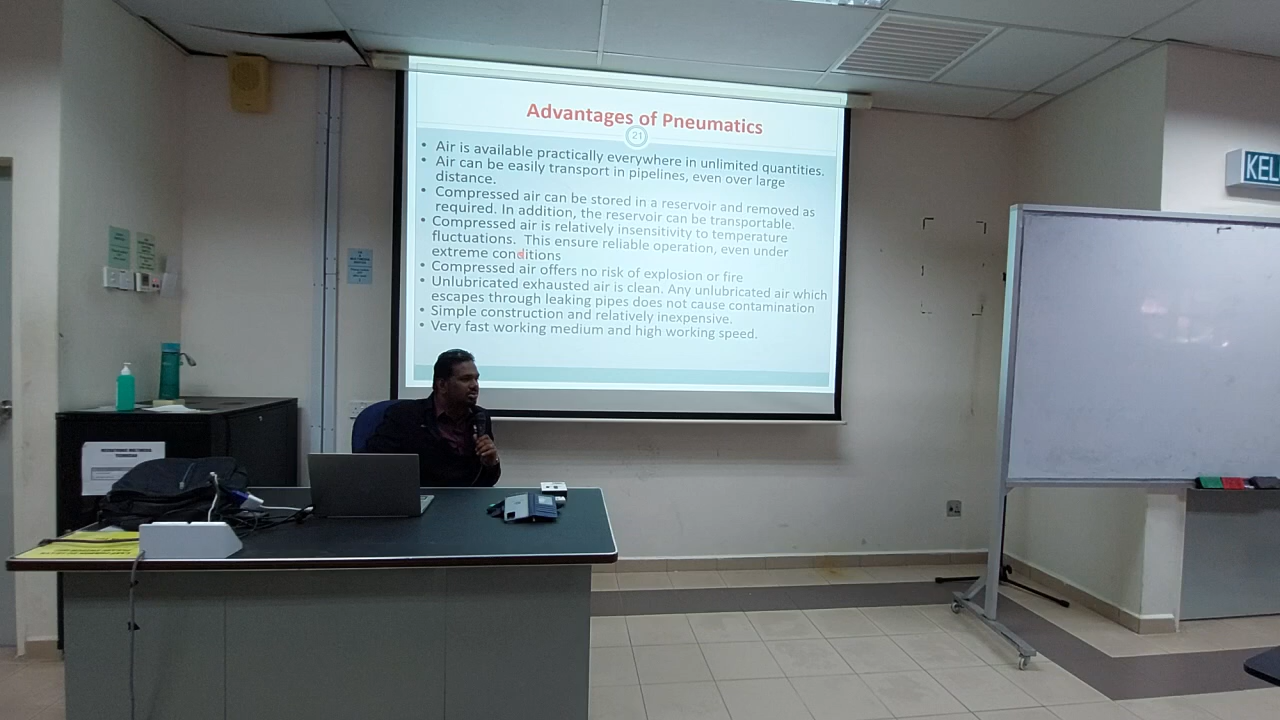 Advantages of Pneumatics
21
• Air is available practically everywhere in unlimited quantities.
• Air can be easily transport in pipelines, even over large
distance.
• Compressed air can be stored in a reservoir and removed as
required. In addition, the reservoir can be transportable.
• Compressed air is relatively insensitivity to temperature
fluctuations. This ensure reliable operation, even under
extreme conditions
• Compressed air offers no risk of explosion or fire
• Unlubricated exhausted air is clean. Any unlubricated air which
escapes through leaking pipes does not cause contamination
• Simple construction and relatively inexpensive.
• Very fast working medium and high working speed.
KEL